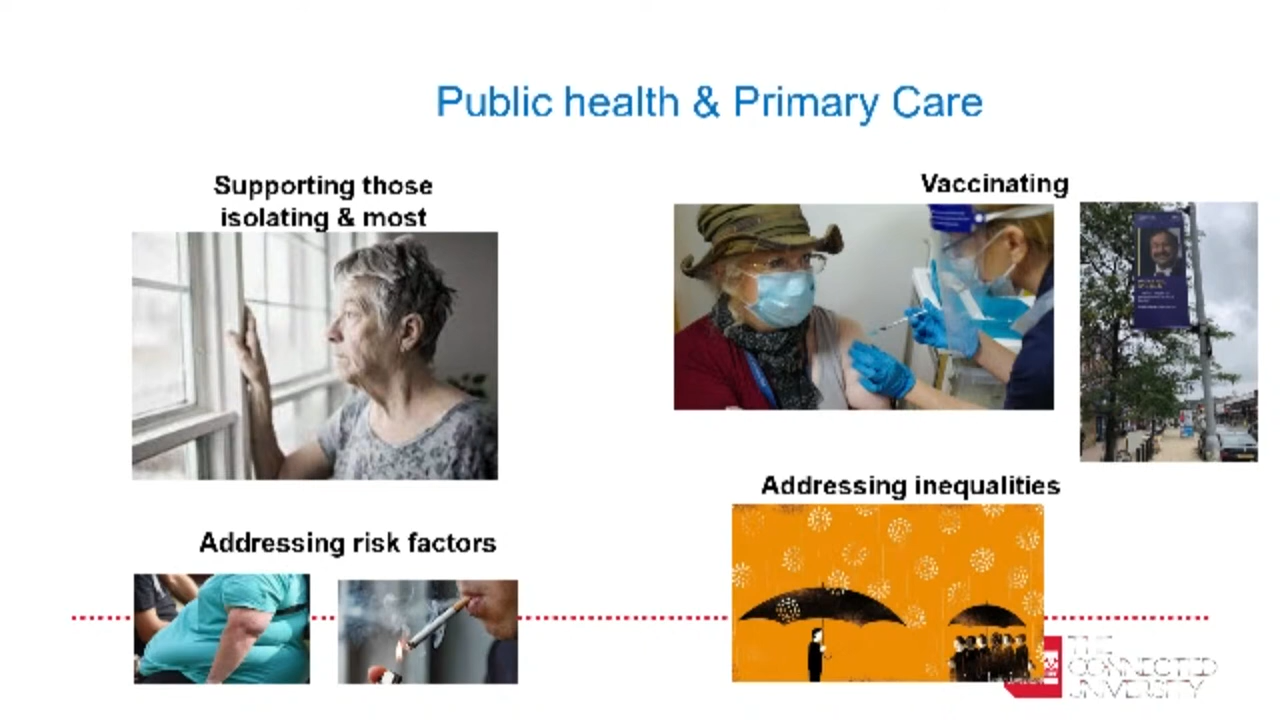 Public health & Primary Care
Supporting those
isolating & most
Vaccinating
Addressing inequalities
Addressing risk factors
THE
CONNECTED
UNIVERSITY